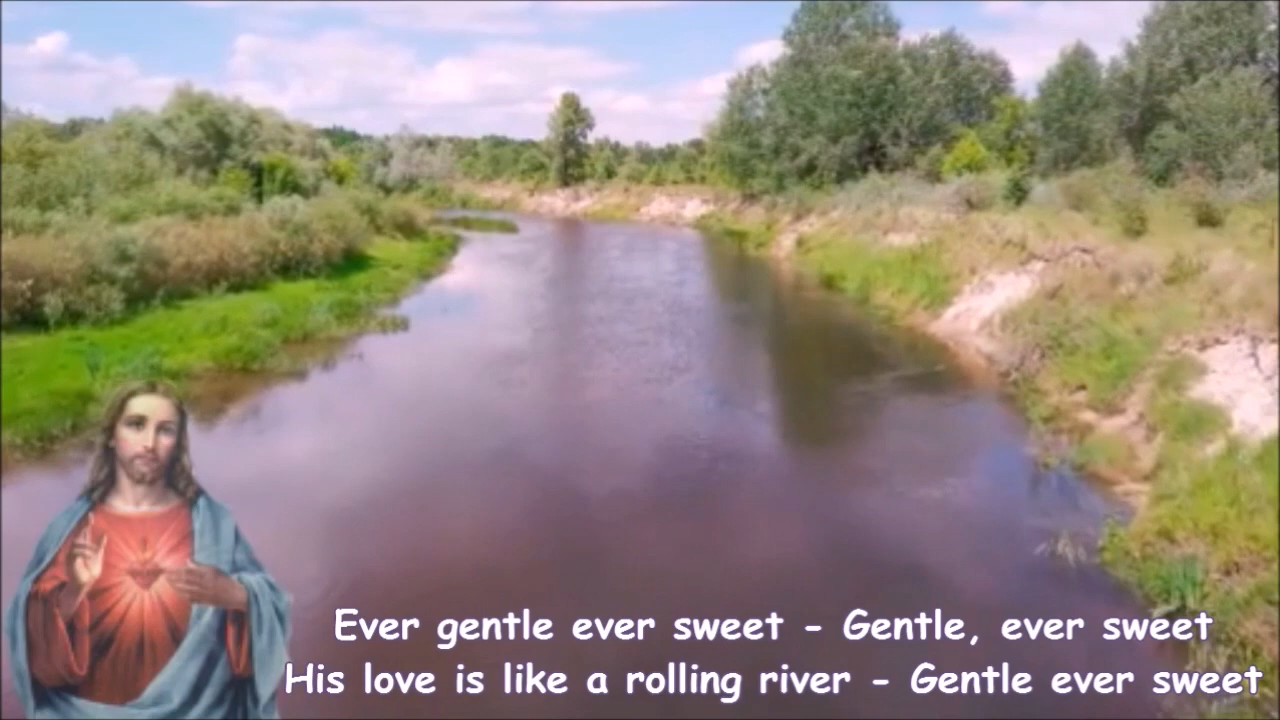 Ever gentle ever sweet - Gentle, ever sweet
His love is like a rolling river - Gentle ever sweet